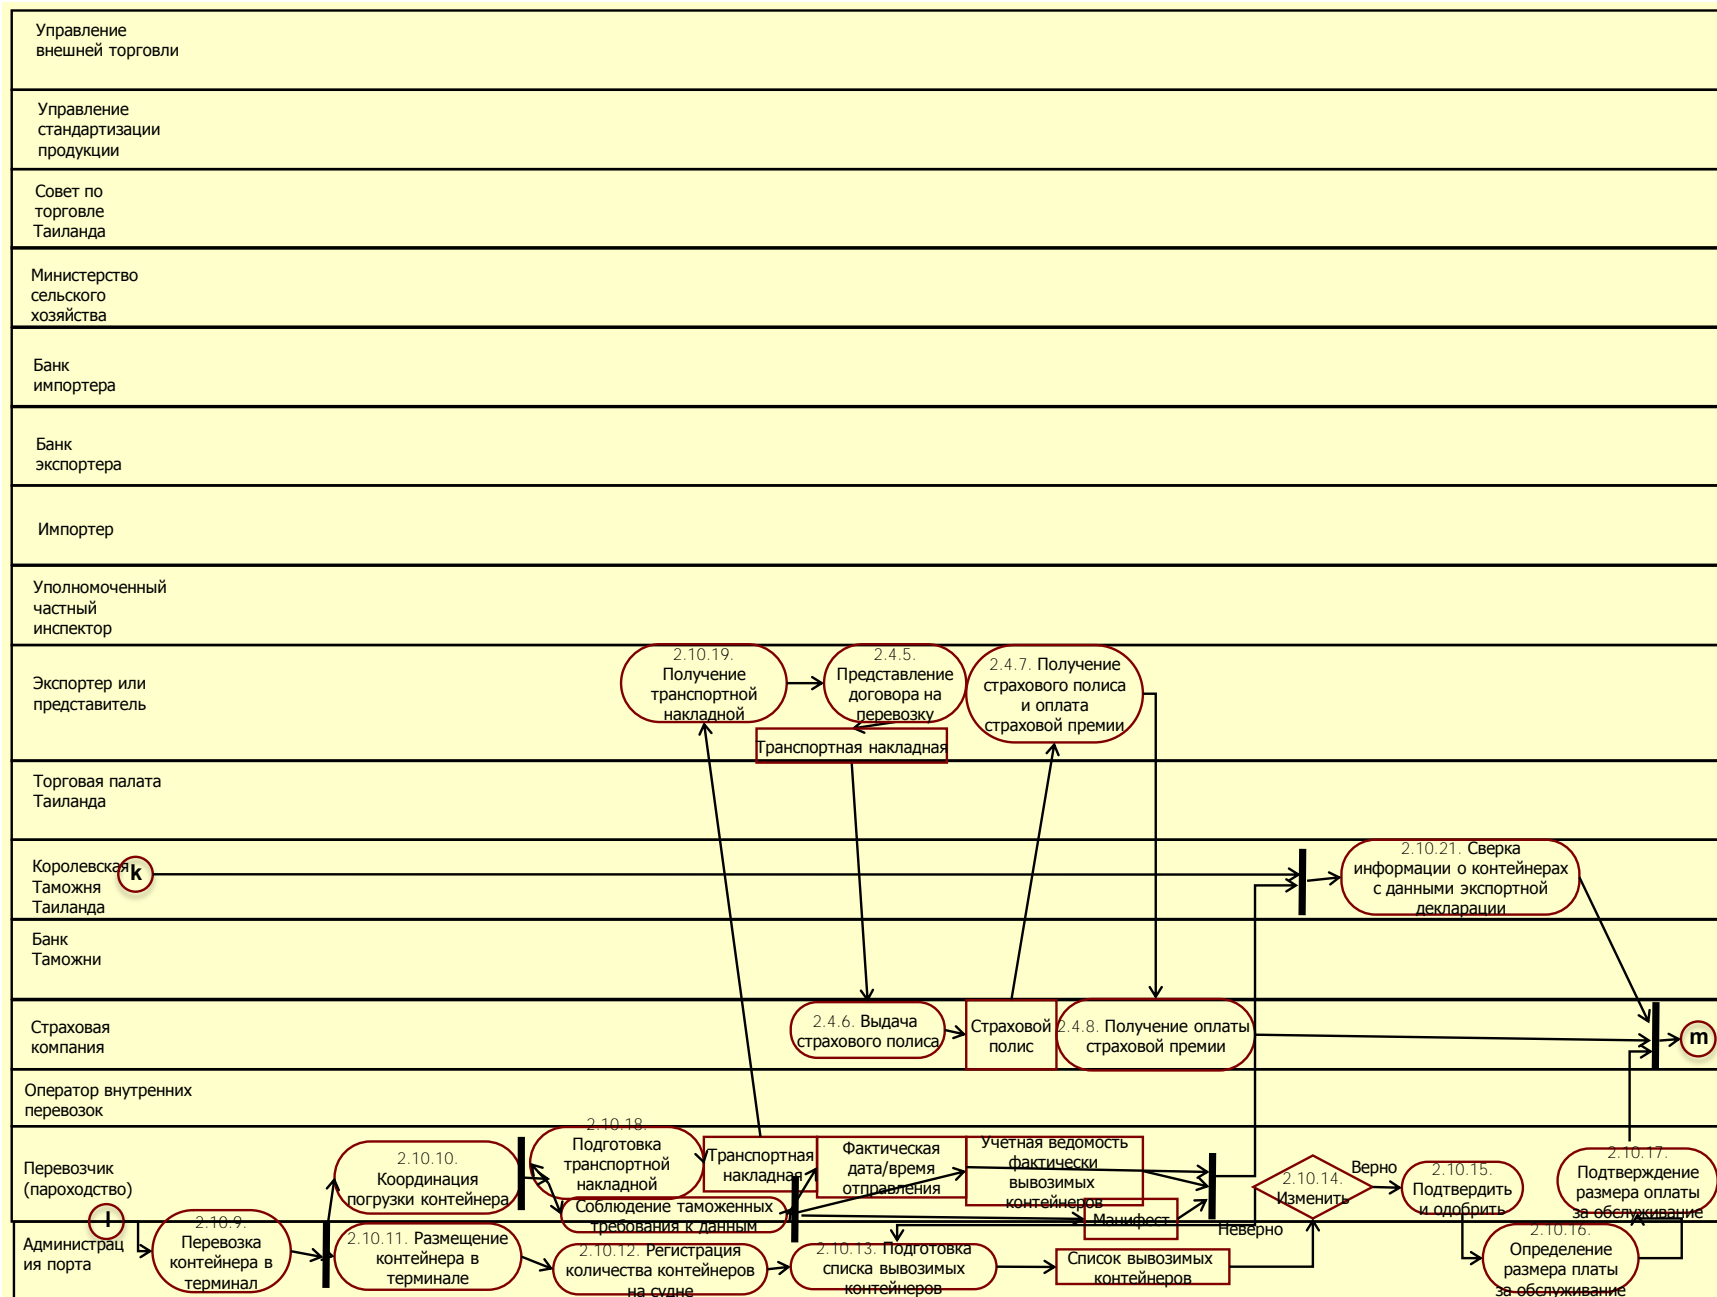 Управление
внешней торговли
Управление
стандартизации
продукции
Совет по
торговле
Таиланда
Министерство
сельского
хозяйства
Банк
импортера
Банк
экспортера
Импортер
Уполномоченный
частный
инспектор
Экспортер или
представитель
2.10.19.
Получение
транспортной
накладной
2.4.5.
Представление
договора на
перевозку
2.4.7. Получение
страхового полиса
и оплата
страховой премии
Транспортная накладная
Торговая палата
Таиланда
Королевская
Таможня
Таиланда
k
2.10.21. Сверка
информации о контейнерах
с данными экспортной
декларации
Банк
Таможни
Страховая
компания
2.4.6. Выдача
страхового полиса
Страховой
полис
2.4.8. Получение оплаты
страховой премии
m
Оператор внутренних
перевозок
Перевозчик
(пароходство)
l
2.10.10.
Координация
погрузки контейнера
2.10.18.
Подготовка
транспортной
накладной
Транспортная
накладная
Фактическая
дата/время
отправления
Учетная ведомость
фактически
вывозимых
контейнеров
Соблюдение таможенных
требования к данным
Манифест
2.10.14.
Изменить
Верно
Неверно
2.10.15.
Подтвердить
и одобрить
2.10.17.
Подтверждение
размера оплаты
за обслуживание
Администрац
ия порта
2.10.9.
Перевозка
контейнера в
терминал
2.10.11. Размещение
контейнера в
терминале
2.10.12. Регистрация
количества контейнеров
на судне
2.10.13. Подготовка
списка вывозимых
контейнеров
Список вывозимых
контейнеров
2.10.16.
Определение
размера платы
за обслуживание